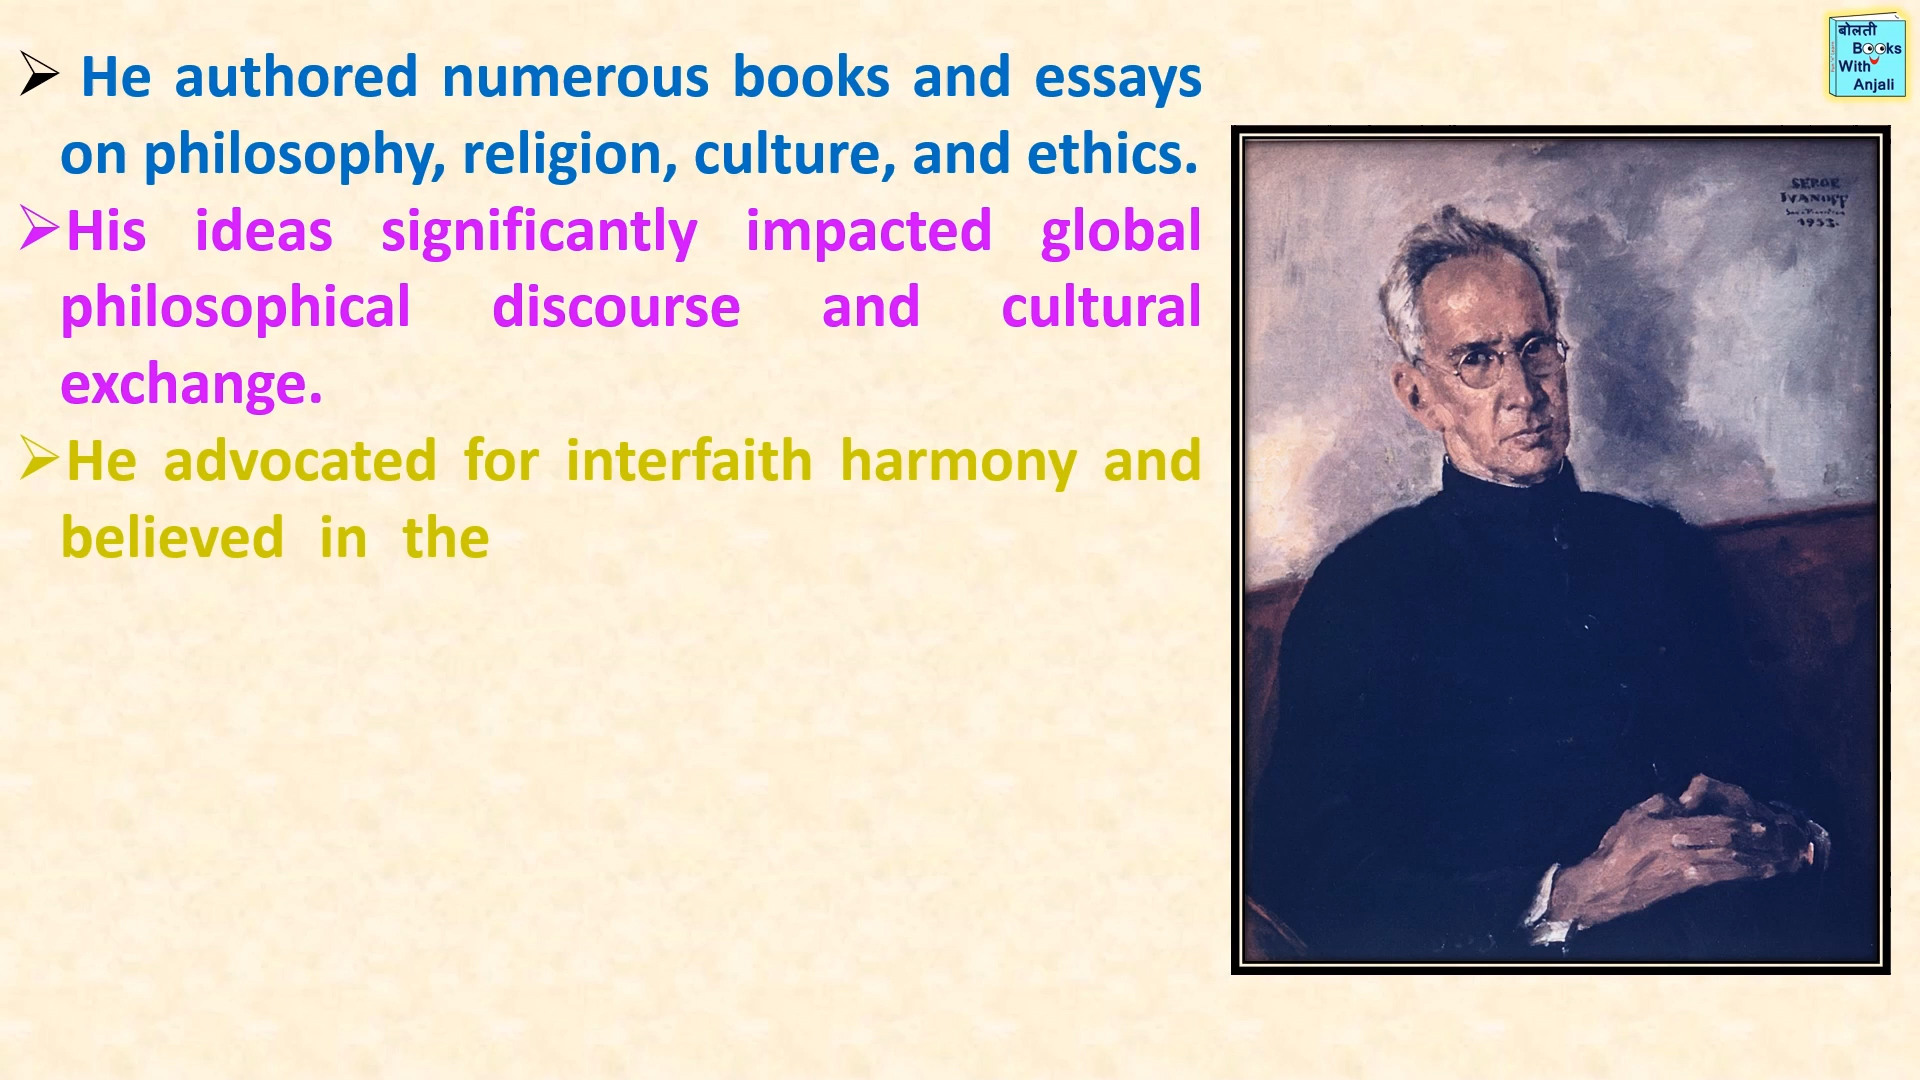 He authored numerous books and essays
on philosophy, religion, culture, and ethics.
His ideas significantly impacted global
philosophical discourse and cultural
exchange.
He advocated for interfaith harmony and
believed in the
बोलती
Books
With
Anjali
SERGE
IVANOFF
1953.